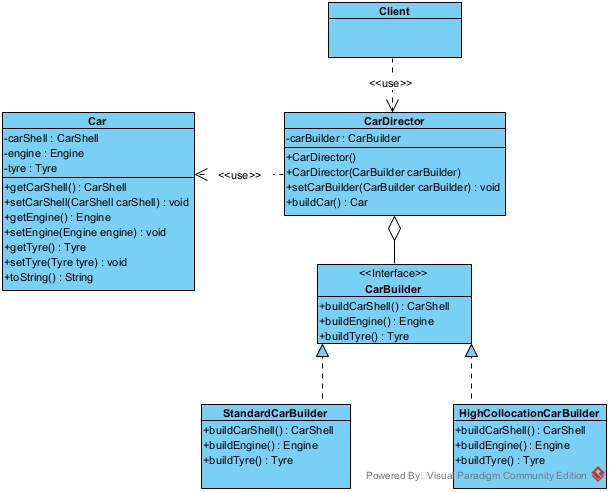 Client
<<use>>
Car
-carShell : CarShell
-engine : Engine
-tyre : Tyre
+getCarShell() : CarShell
+setCarShell(CarShell carShell) : void
+getEngine() : Engine
+setEngine(Engine engine) : void
+getTyre() : Tyre
+setTyre(Tyre tyre) : void
+toString() : String
<<use>>
CarDirector
-carBuilder : CarBuilder
+CarDirector()
+CarDirector(CarBuilder carBuilder)
+setCarBuilder(CarBuilder carBuilder) : void
+buildCar() : Car
<<Interface>>
CarBuilder
+buildCarShell() : CarShell
+buildEngine() : Engine
+buildTyre() : Tyre
StandardCarBuilder
+buildCarShell() : CarShell
+buildEngine() : Engine
+buildTyre() : Tyre
HighCollocationCarBuilder
+buildCarShell() : CarShell
+buildEngine() : Engine
+buildTyre() : Tyre
Powered By Visual Paradigm Community Edition